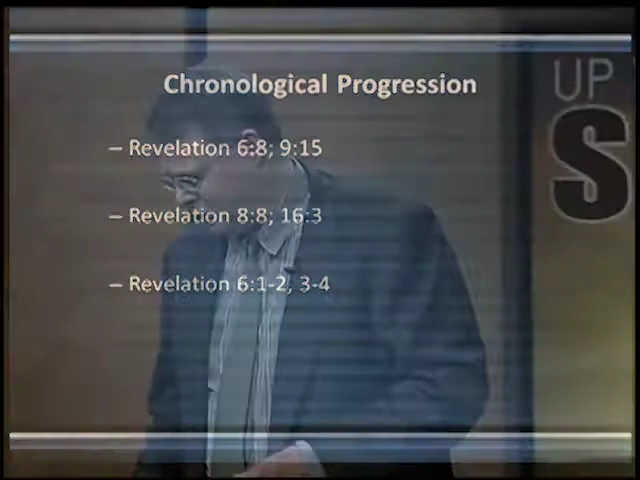 Chronological Progression
UP
S
– Revelation 6:8; 9:15
– Revelation 8:8; 16:3
– Revelation 6:1-2, 3-4